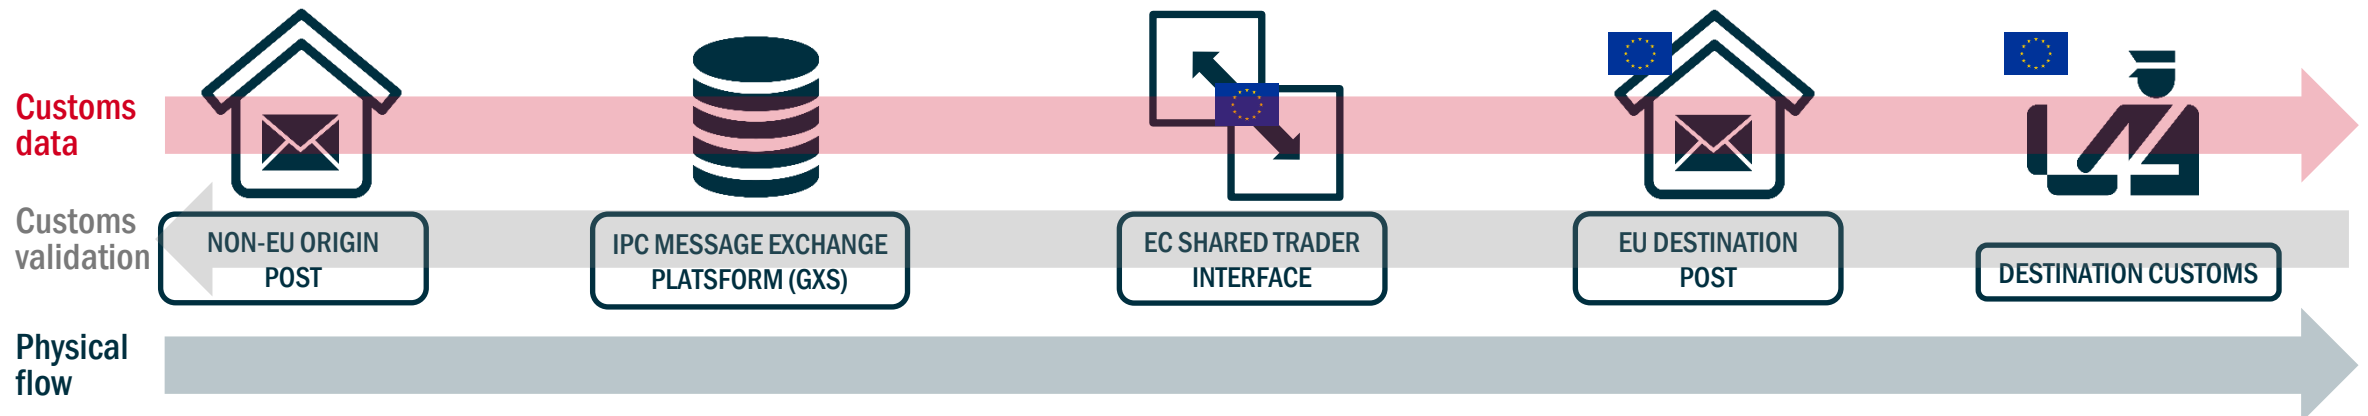 Customs
data
Customs
validation
NON-EU ORIGIN
POST
IPC MESSAGE EXCHANGE
PLATSFORM (GXS)
EC SHARED TRADER
INTERFACE
EU DESTINATION
POST
DESTINATION CUSTOMS
Physical
flow